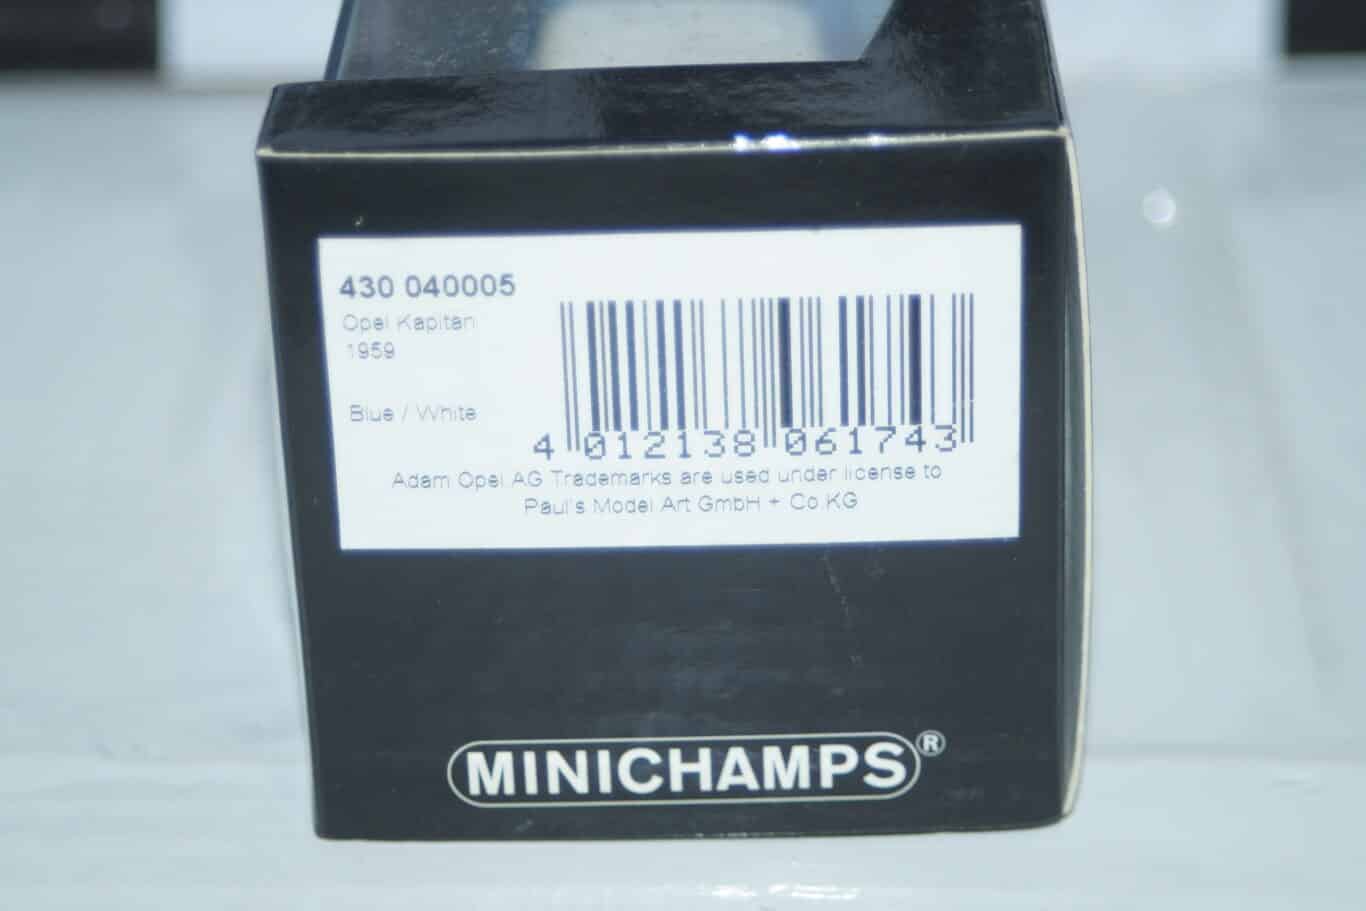 430 040005
Opel Kapitan
1959
Blue / White
4 012138 061743
Adam Opel AG Trademarks are used under license to
Paul's Model Art GmbH + Co.KG
MINICHAMPS®